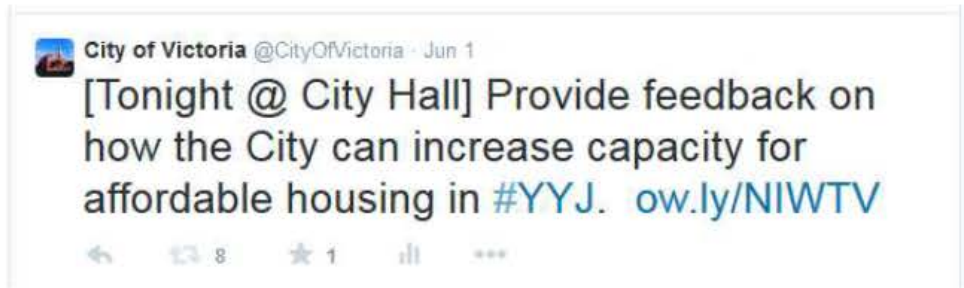 City of Victoria @CityOfVictoria · Jun 1
[Tonight @ City Hall] Provide feedback on
how the City can increase capacity for
affordable housing in #YYJ. ow.ly/NIWTV
8 1